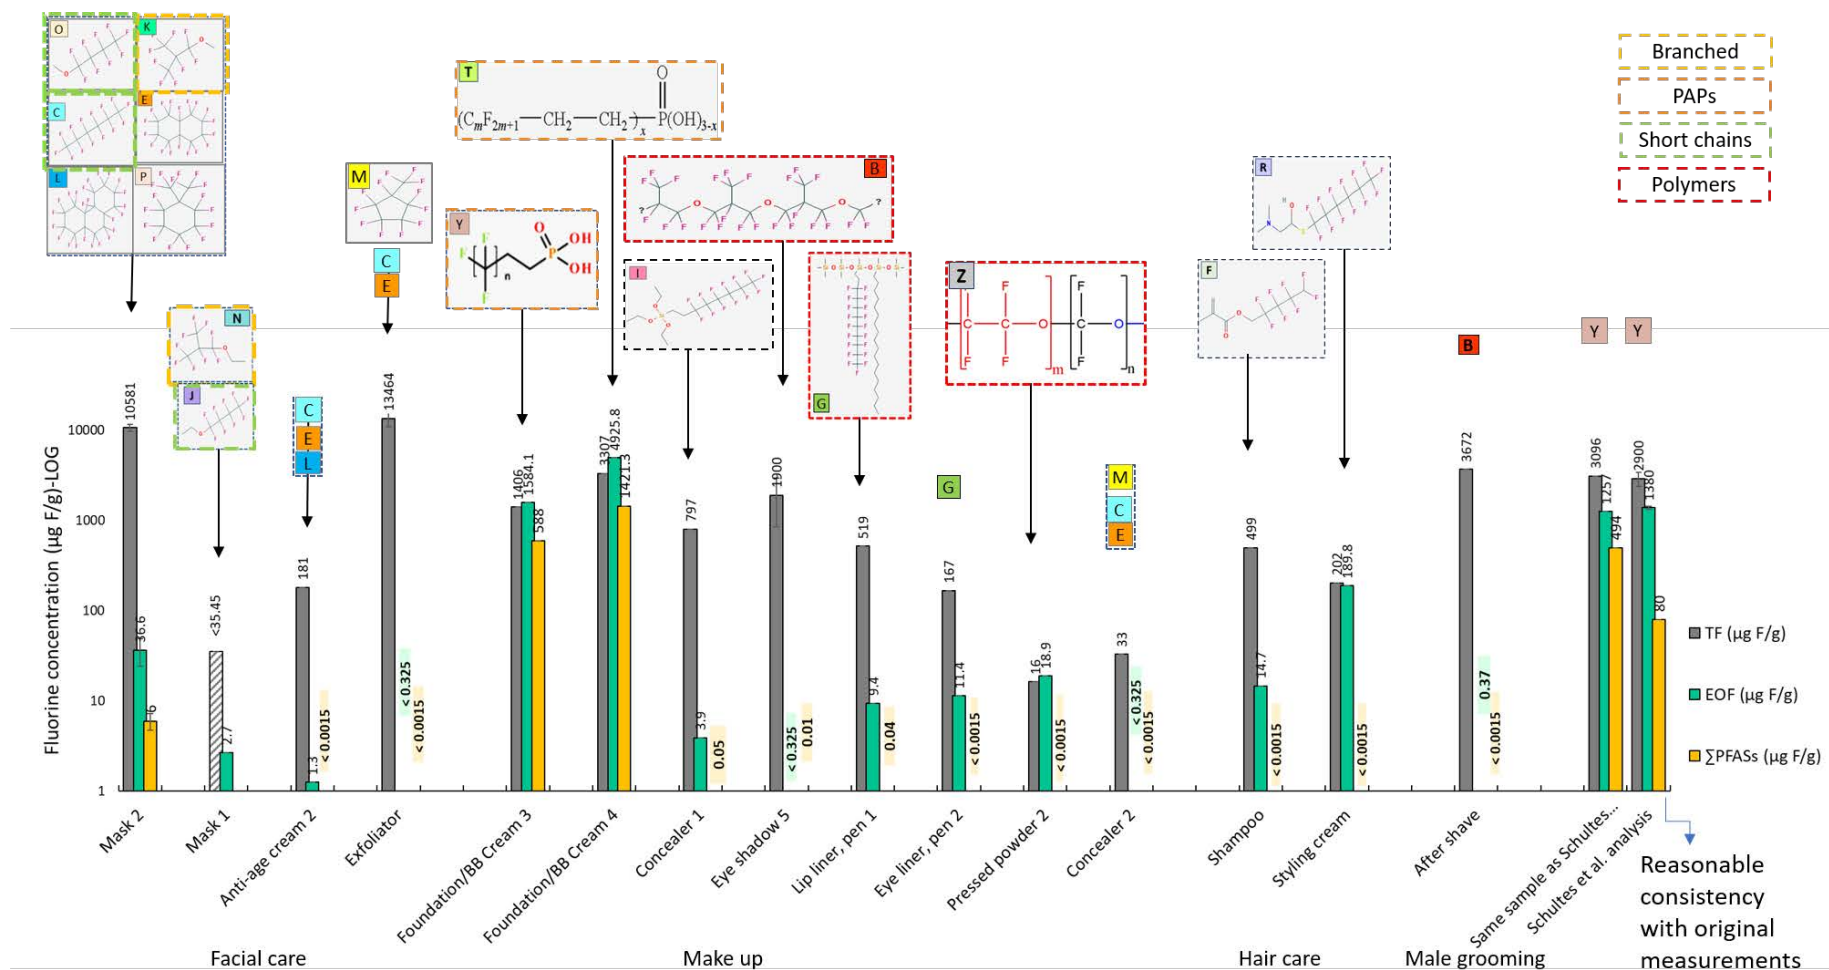 O
K
C
E
L
P
N
J
C
E
L
M
C
E
T
O
(CmF2m+1—CH2—CH2)x—P(OH)3-x
Y
F
F
F
n
O
P
OH
OH
B
?
O
O
O
?
I
G
Z
F
F
F
F
C
C
O
C
O
F
F
F
F
m
n
R
F
G
M
C
E
B
Y
Y
Branched
PAPs
Short chains
Polymers
Fluorine concentration (µg F/g)-LOG
10000
1000
100
10
1
10581
36.6
6
<35.45
2.7
181
1.3
< 0.0015
13464
< 0.325
< 0.0015
1406
1584.1
588
3307
4925.8
1421.3
797
3.9
0.05
1900
< 0.325
0.01
519
9.4
0.04
167
11.4
< 0.0015
16
18.9
< 0.0015
33
< 0.325
< 0.0015
499
14.7
< 0.0015
202
189.8
< 0.0015
3672
0.37
< 0.0015
3096
1257
494
2900
1380
80
TF (µg F/g)
EOF (µg F/g)
∑PFASs (µg F/g)
Mask 2
Mask 1
Anti-age cream 2
Exfoliator
Foundation/BB Cream 3
Foundation/BB Cream 4
Concealer 1
Eye shadow 5
Lip liner, pen 1
Eye liner, pen 2
Pressed powder 2
Concealer 2
Shampoo
Styling cream
After shave
Same sample as Schultes...
Schultes et al. analysis
Facial care
Make up
Hair care
Male grooming
Reasonable
consistency
with original
measurements